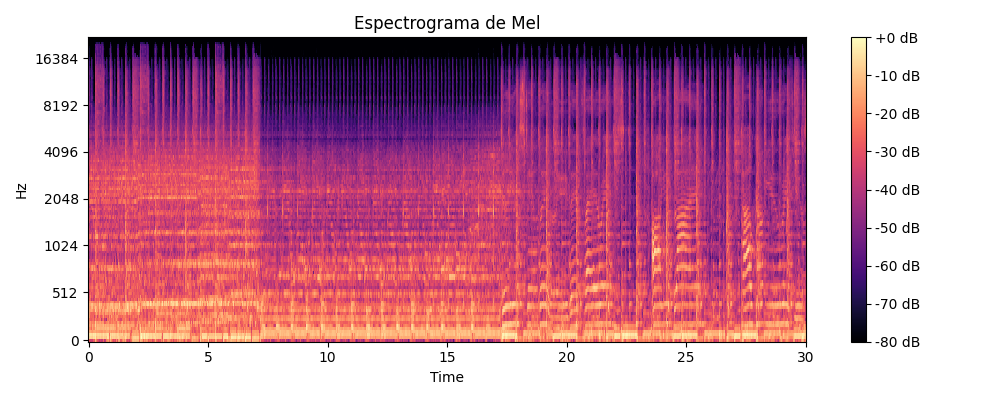 Espectrograma de Mel
Hz
16384
8192
4096
2048
1024
512
0
0 5 10 15 20 25 30
Time
+0 dB
-10 dB
-20 dB
-30 dB
-40 dB
-50 dB
-60 dB
-70 dB
-80 dB